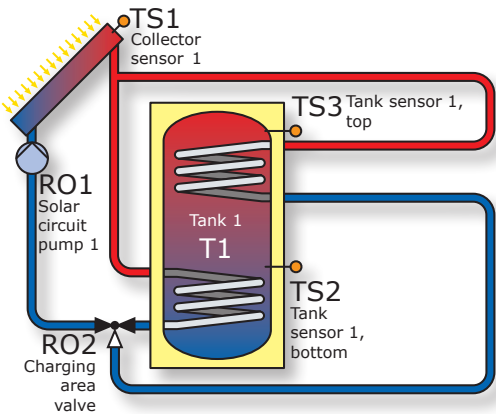 TS1
Collector
sensor 1
TS3 Tank sensor 1,
top
RO1
Solar
circuit
pump 1
Tank 1
T1
TS2
Tank
sensor 1,
bottom
RO2
Charging
area
valve